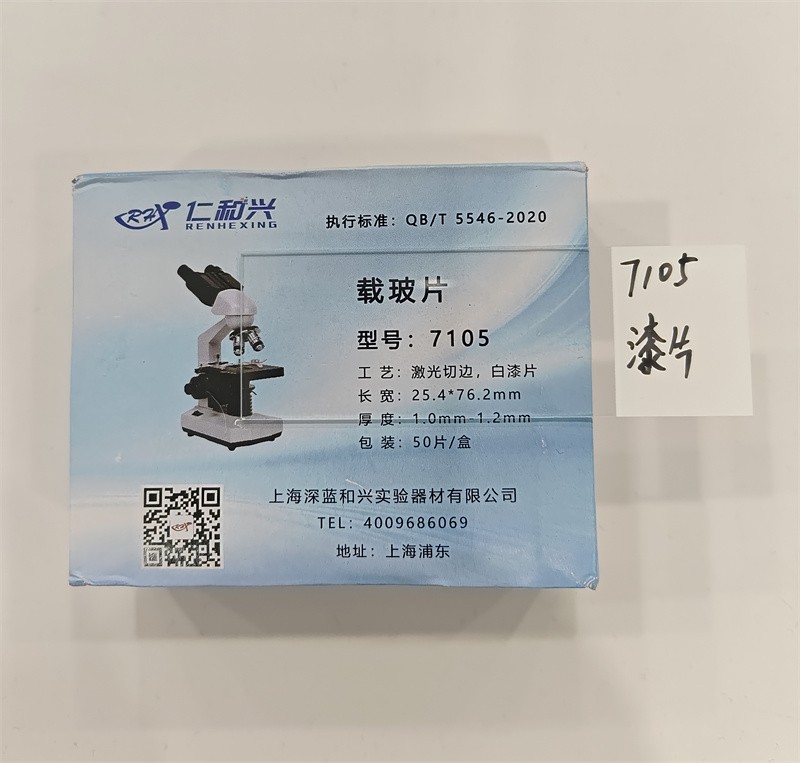 RHX 仁和兴
RENHEXING
执行标准: QB/T 5546-2020
载玻片
型号: 7105
工 艺: 激光切边, 白漆片
长 宽: 25.4*76.2mm
厚 度: 1.0mm-1.2mm
包 装: 50片/盒
上海深蓝和兴实验器材有限公司
TEL: 4009686069
地址: 上海浦东
7105
漆片